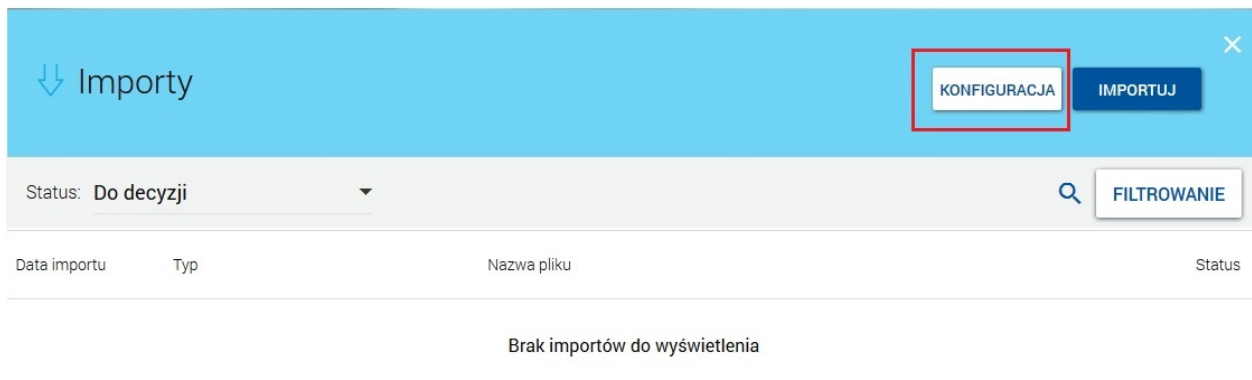 Importy
KONFIGURACJA
IMPORTUJ
Status: Do decyzji
FILTROWANIE
Data importu Typ Nazwa pliku Status
Brak importów do wyświetlenia